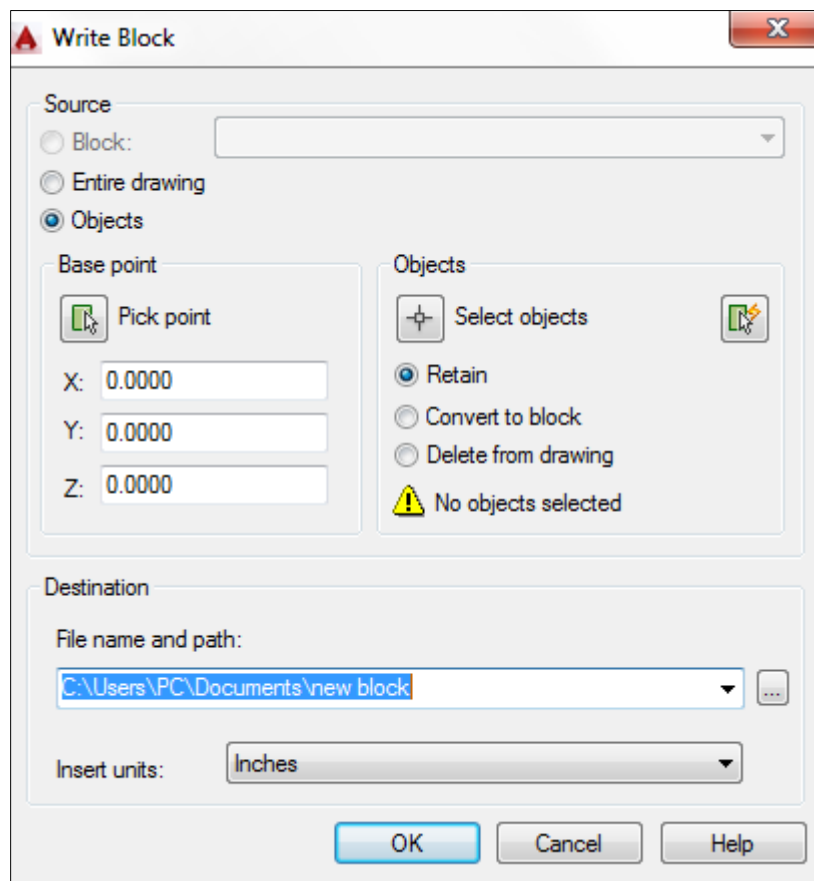 Write Block
Source
Block:
Entire drawing
Objects
Base point
Pick point
X: 0.0000
Y: 0.0000
Z: 0.0000
Objects
Select objects
Retain
Convert to block
Delete from drawing
No objects selected
Destination
File name and path:
C:\Users\PC\Documents\new block
...
Insert units: Inches
OK Cancel Help